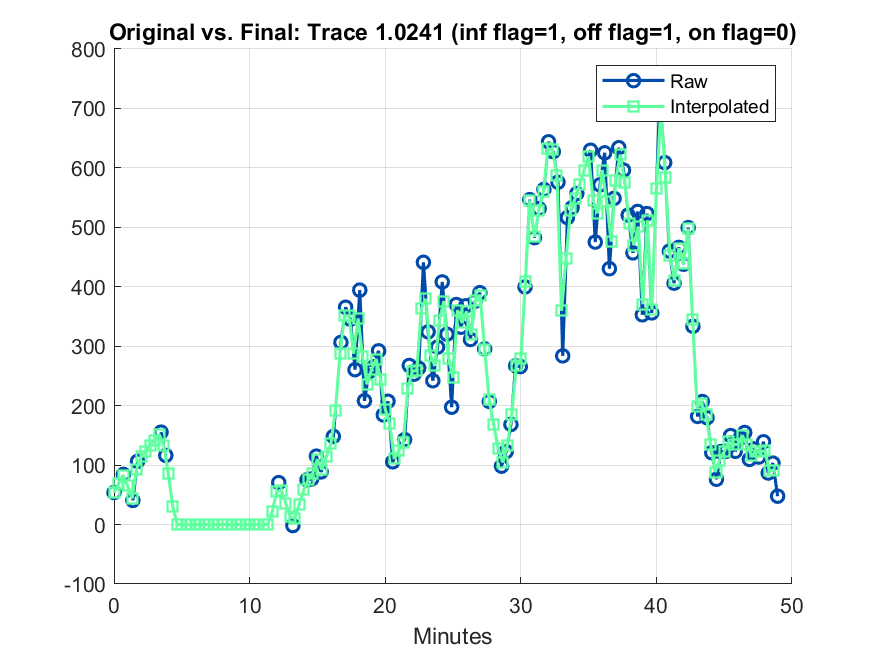 Original vs. Final: Trace 1.0241 (inf flag=1, off flag=1, on flag=0)
800
700
600
500
400
300
200
100
0
-100
Raw
Interpolated
0 10 20 30 40 50
Minutes